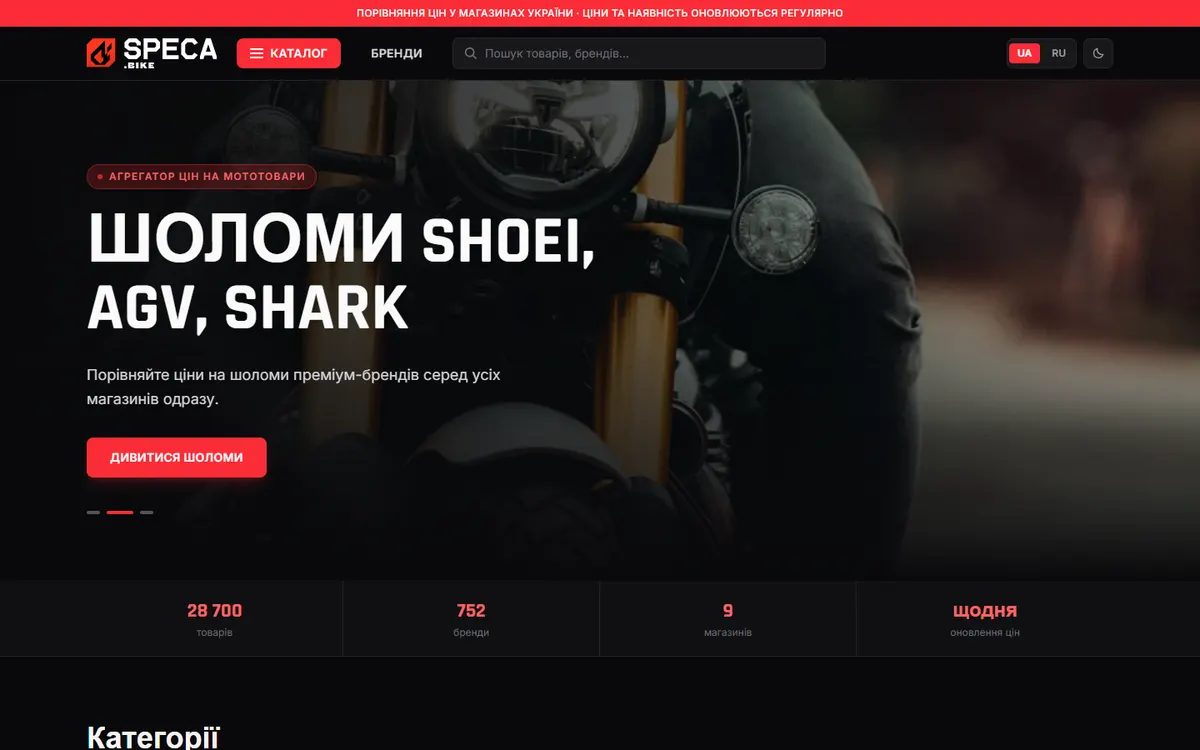 ПОРІВНЯННЯ ЦІН У МАГАЗИНАХ УКРАЇНИ · ЦІНИ ТА НАЯВНІСТЬ ОНОВЛЮЮТЬСЯ РЕГУЛЯРНО
SPECA
.BIKE
КАТАЛОГ
БРЕНДИ
Пошук товарів, брендів...
UA
RU
АГРЕГАТОР ЦІН НА МОТОТОВАРИ
ШОЛОМИ SHOEI,
AGV, SHARK
Порівняйте ціни на шоломи преміум-брендів серед усіх
магазинів одразу.
ДИВИТИСЯ ШОЛОМИ
28 700
товарів
752
бренди
9
магазинів
щодня
оновлення цін
Категорії